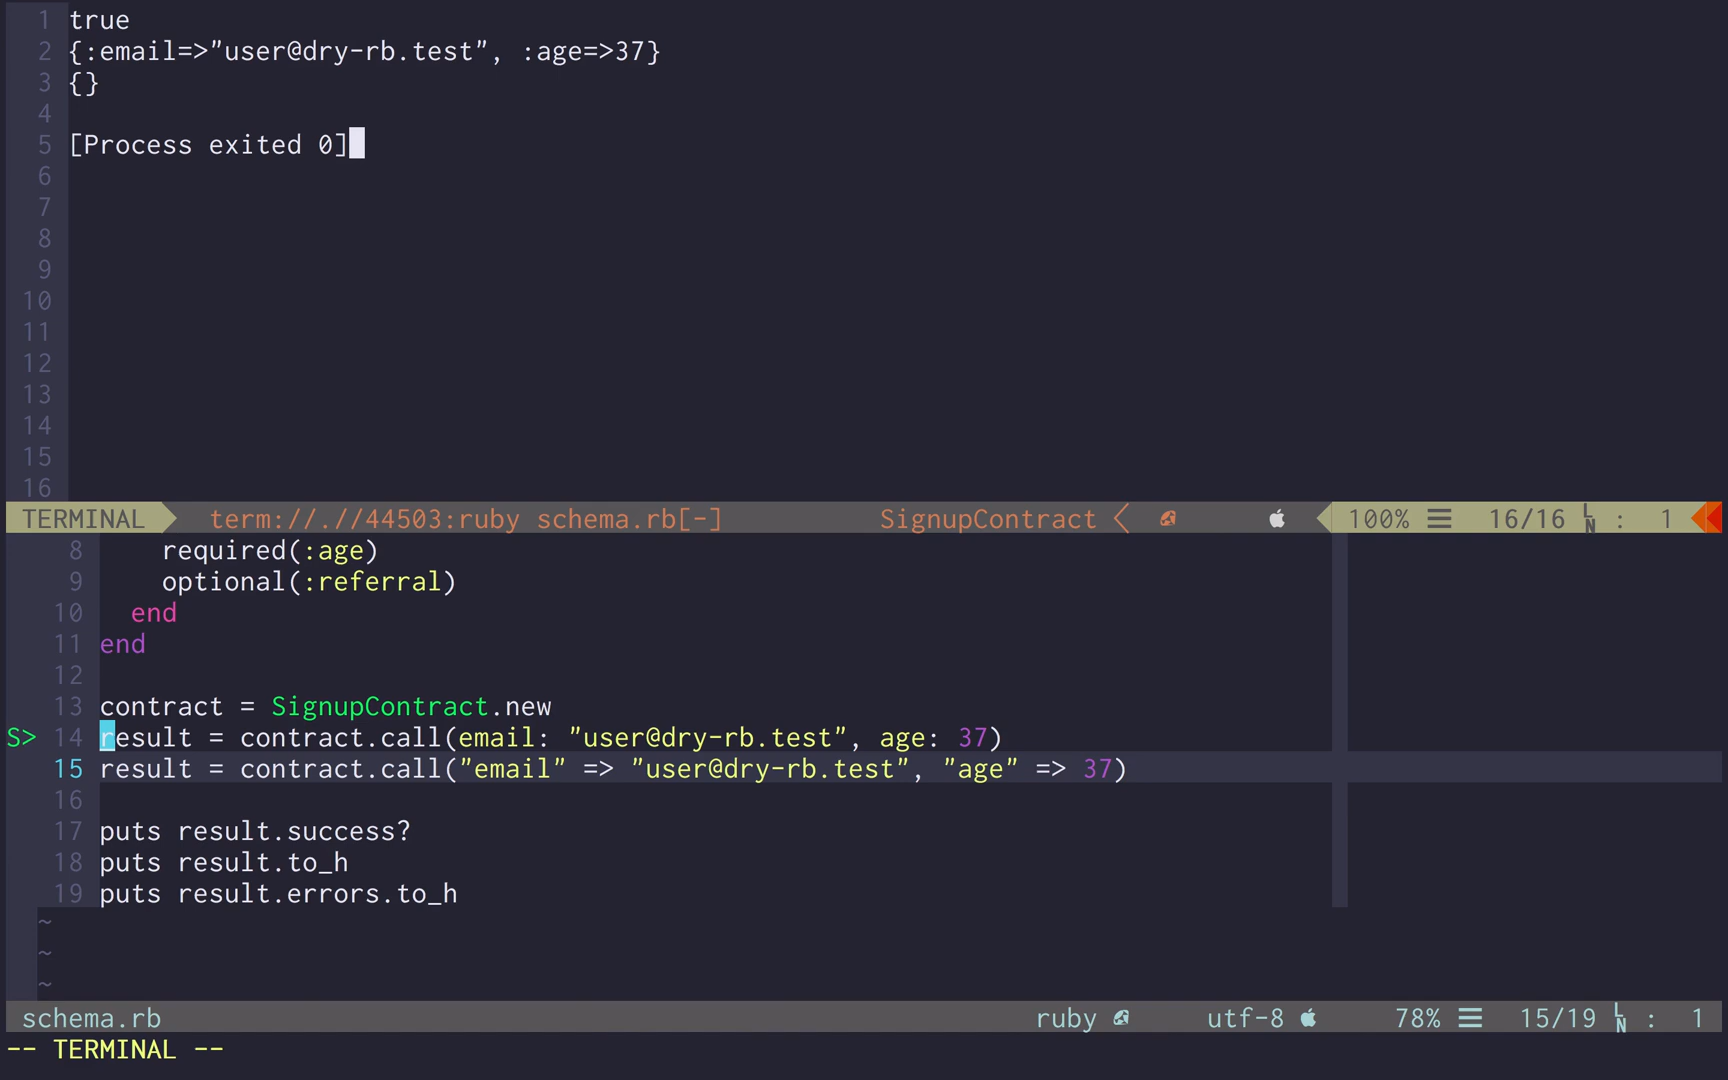 1 true
2 {:email=>"user@dry-rb.test", :age=>37}
3 {}
4
5 [Process exited 0]
6
7
8
9
10
11
12
13
14
15
16
TERMINAL term://.//44503:ruby schema.rb[-] SignupContract 100% 16/16 LN : 1
8 required(:age)
9 optional(:referral)
10 end
11 end
12
13 contract = SignupContract.new
S> 14 result = contract.call(email: "user@dry-rb.test", age: 37)
15 result = contract.call("email" => "user@dry-rb.test", "age" => 37)
16
17 puts result.success?
18 puts result.to_h
19 puts result.errors.to_h
~
~
~
schema.rb ruby utf-8 78% 15/19 LN : 1
-- TERMINAL --